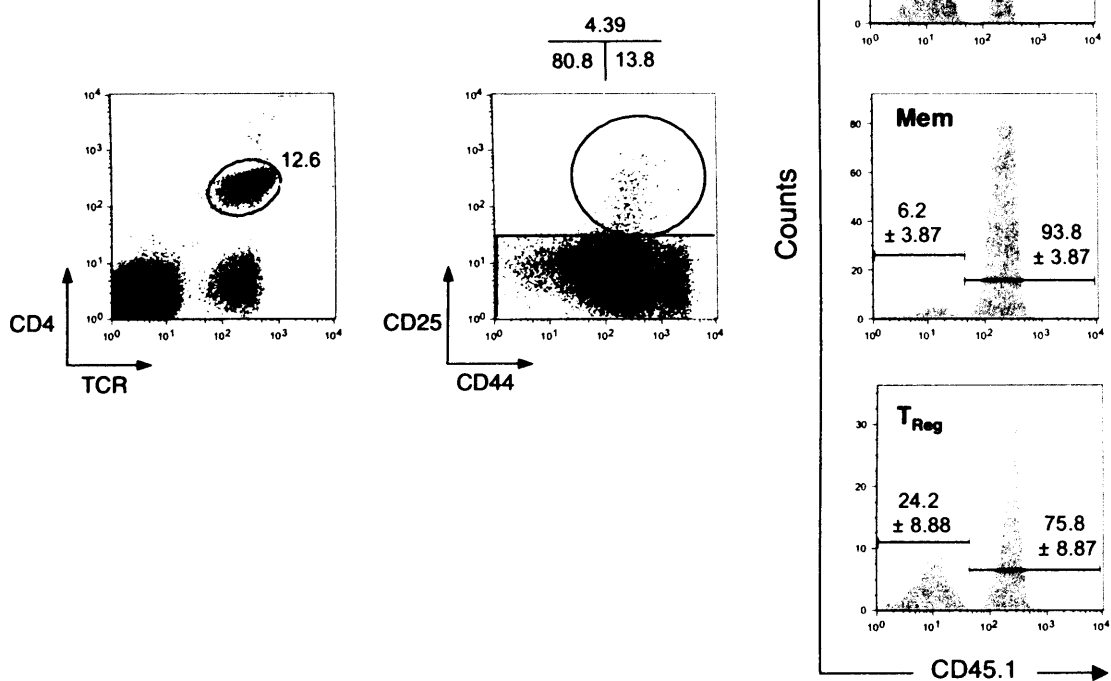 4.39
80.8 | 13.8
10⁴
10³
10²
10¹
10⁰
10⁰ 10¹ 10² 10³ 10⁴
12.6
CD4
TCR
10⁴
10³
10²
10¹
10⁰
10⁰ 10¹ 10² 10³ 10⁴
CD25
CD44
Counts
0
10⁰ 10¹ 10² 10³ 10⁴
Mem
80
60
40
20
0
6.2
± 3.87
93.8
± 3.87
10⁰ 10¹ 10² 10³ 10⁴
TReg
30
20
10
0
24.2
± 8.88
75.8
± 8.87
10⁰ 10¹ 10² 10³ 10⁴
CD45.1